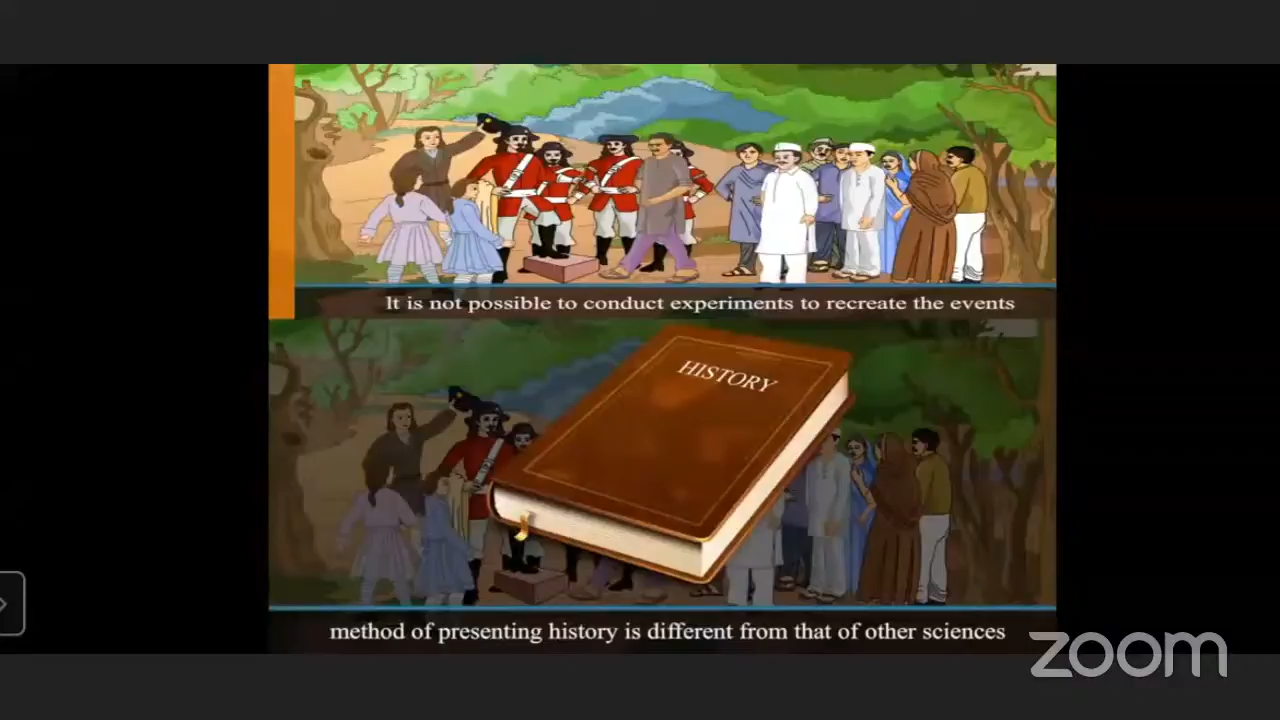 It is not possible to conduct experiments to recreate the events
HISTORY
method of presenting history is different from that of other sciences
zoom